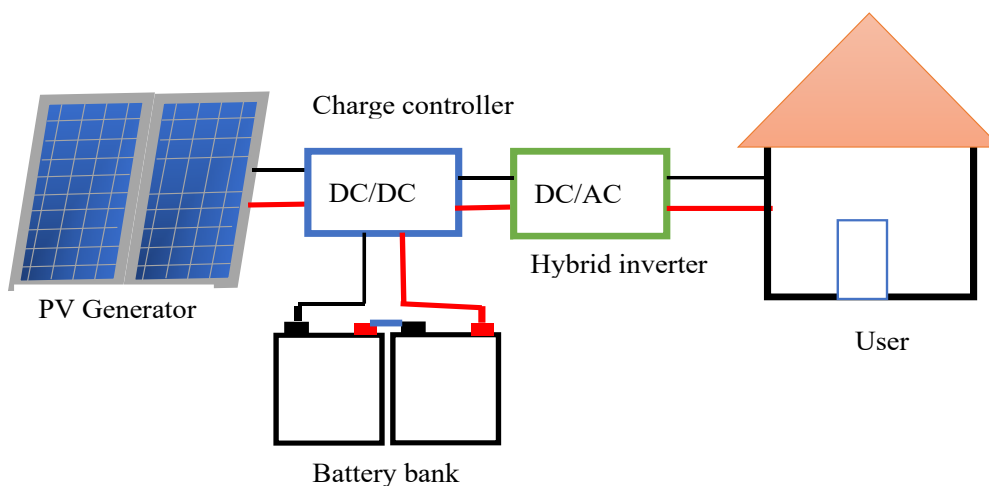 Charge controller
DC/DC
DC/AC
Hybrid inverter
PV Generator
User
Battery bank